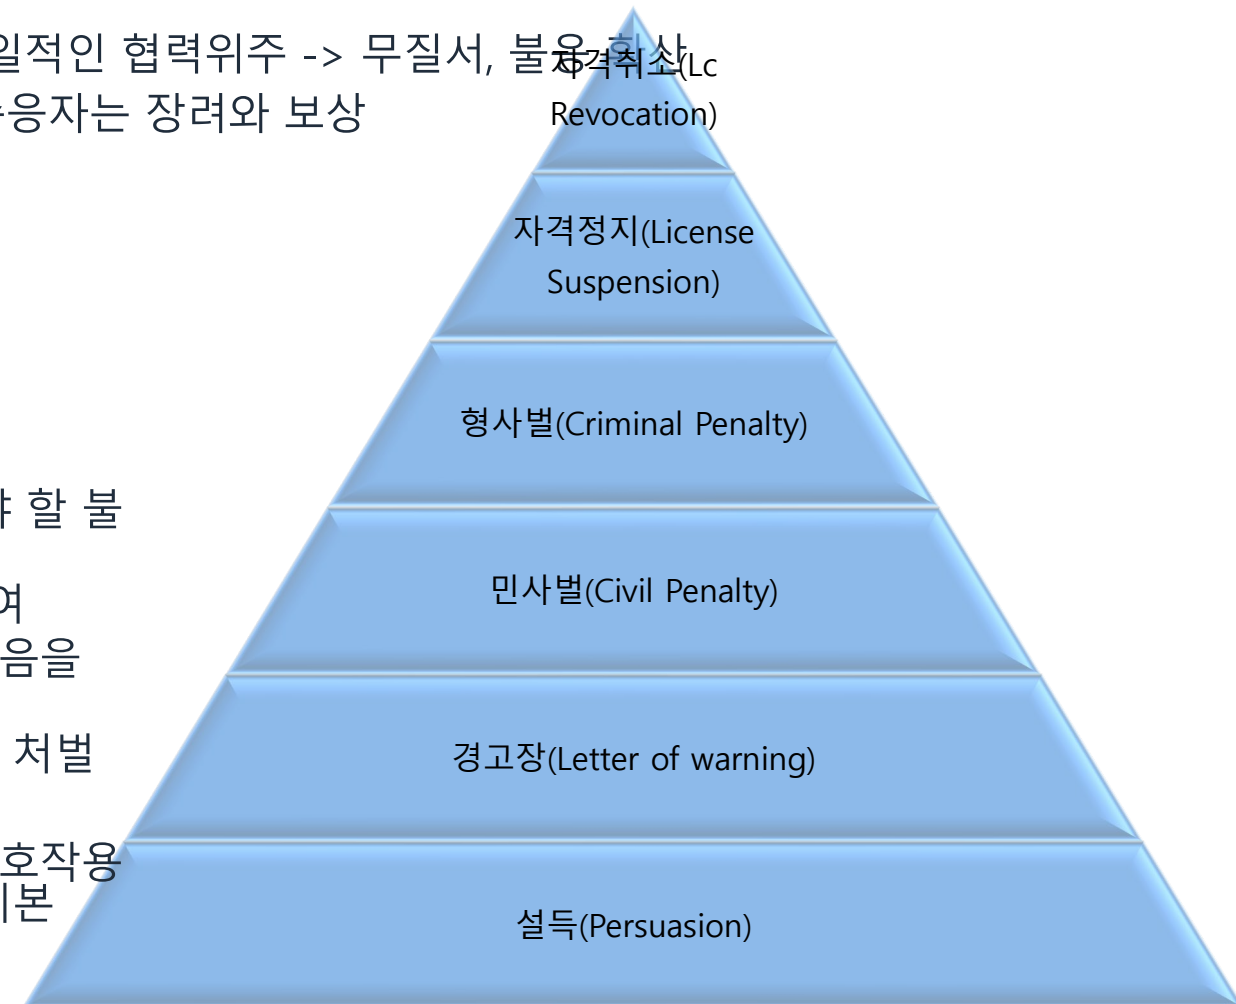 일적인 협력위주 -> 무질서, 불응 확산
응자는 장려와 보상
자격취소(Lc
Revocation)
자격정지(License
Suspension)
형사벌(Criminal Penalty)
할 불
민사벌(Civil Penalty)
여
음을
처벌
경고장(Letter of warning)
호작용
본
설득(Persuasion)